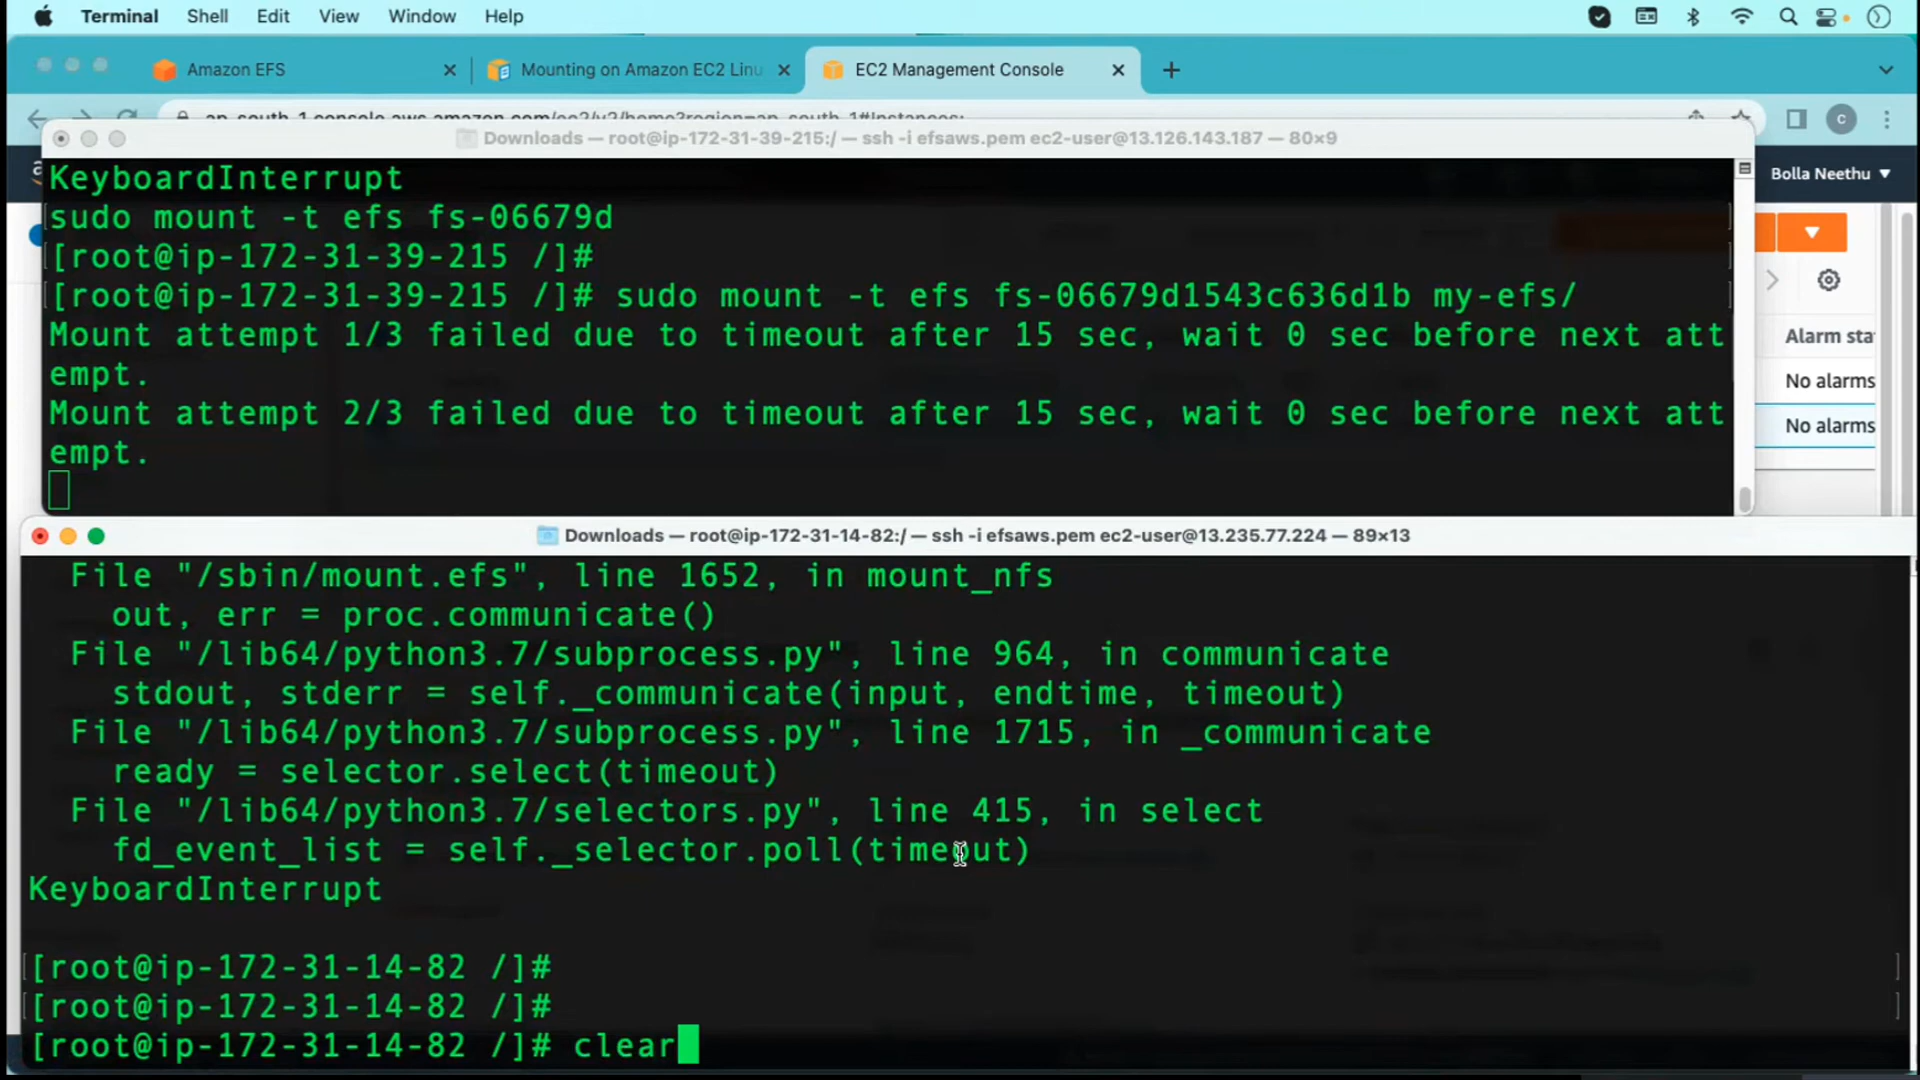 Terminal Shell Edit View Window Help
Amazon EFS Mounting on Amazon EC2 Linu EC2 Management Console
Downloads — root@ip-172-31-39-215:/ — ssh -i efsaws.pem ec2-user@13.126.143.187 — 80×9
KeyboardInterrupt
sudo mount -t efs fs-06679d
[root@ip-172-31-39-215 /]#
[root@ip-172-31-39-215 /]# sudo mount -t efs fs-06679d1543c636d1b my-efs/
Mount attempt 1/3 failed due to timeout after 15 sec, wait 0 sec before next att
empt.
Mount attempt 2/3 failed due to timeout after 15 sec, wait 0 sec before next att
empt.
Bolla Neethu
Alarm sta
No alarms
No alarms
Downloads — root@ip-172-31-14-82:/ — ssh -i efsaws.pem ec2-user@13.235.77.224 — 89×13
File "/sbin/mount.efs", line 1652, in mount_nfs
out, err = proc.communicate()
File "/lib64/python3.7/subprocess.py", line 964, in communicate
stdout, stderr = self._communicate(input, endtime, timeout)
File "/lib64/python3.7/subprocess.py", line 1715, in _communicate
ready = selector.select(timeout)
File "/lib64/python3.7/selectors.py", line 415, in select
fd_event_list = self._selector.poll(timeout)
KeyboardInterrupt
[root@ip-172-31-14-82 /]#
[root@ip-172-31-14-82 /]#
[root@ip-172-31-14-82 /]# clear